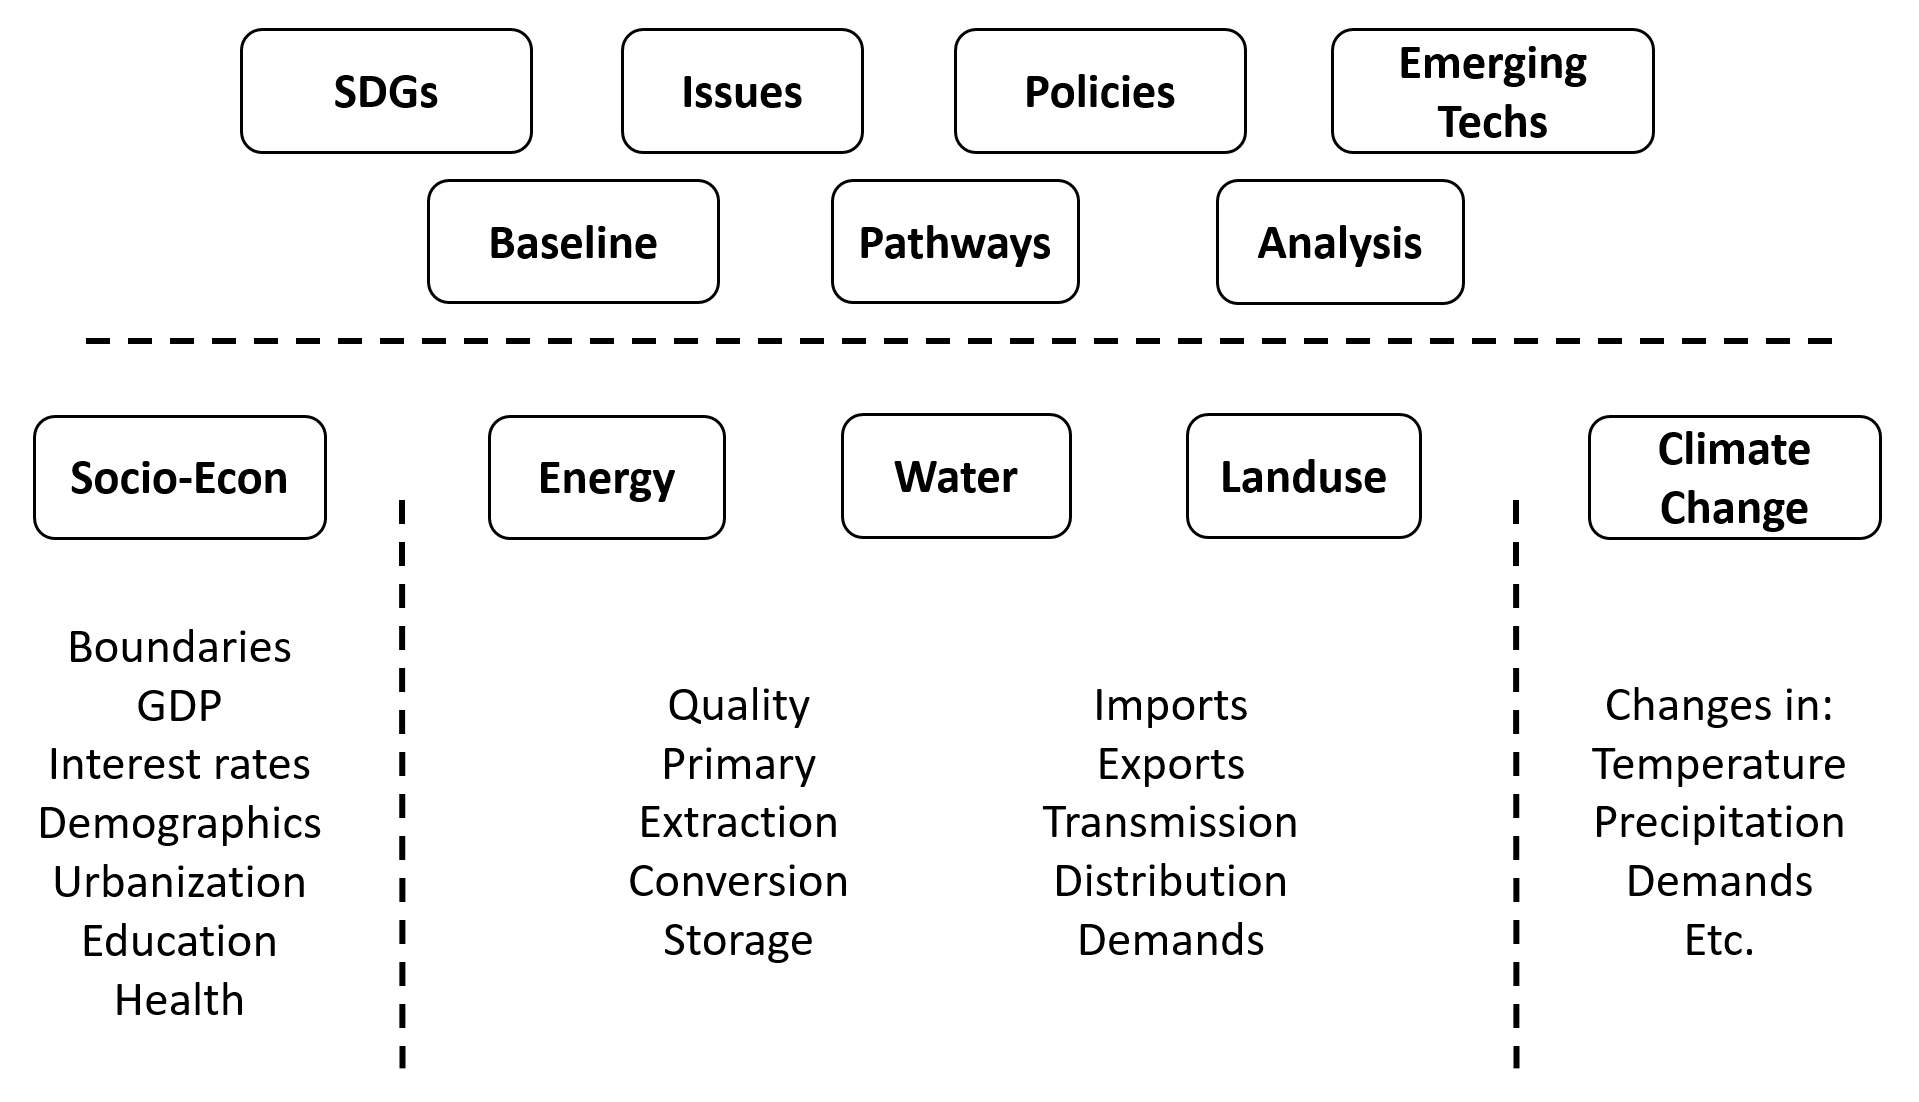 SDGs
Issues
Policies
Emerging
Techs
Baseline
Pathways
Analysis
Socio-Econ
Energy
Water
Landuse
Climate
Change
Boundaries
GDP
Interest rates
Demographics
Urbanization
Education
Health
Quality
Primary
Extraction
Conversion
Storage
Imports
Exports
Transmission
Distribution
Demands
Changes in:
Temperature
Precipitation
Demands
Etc.